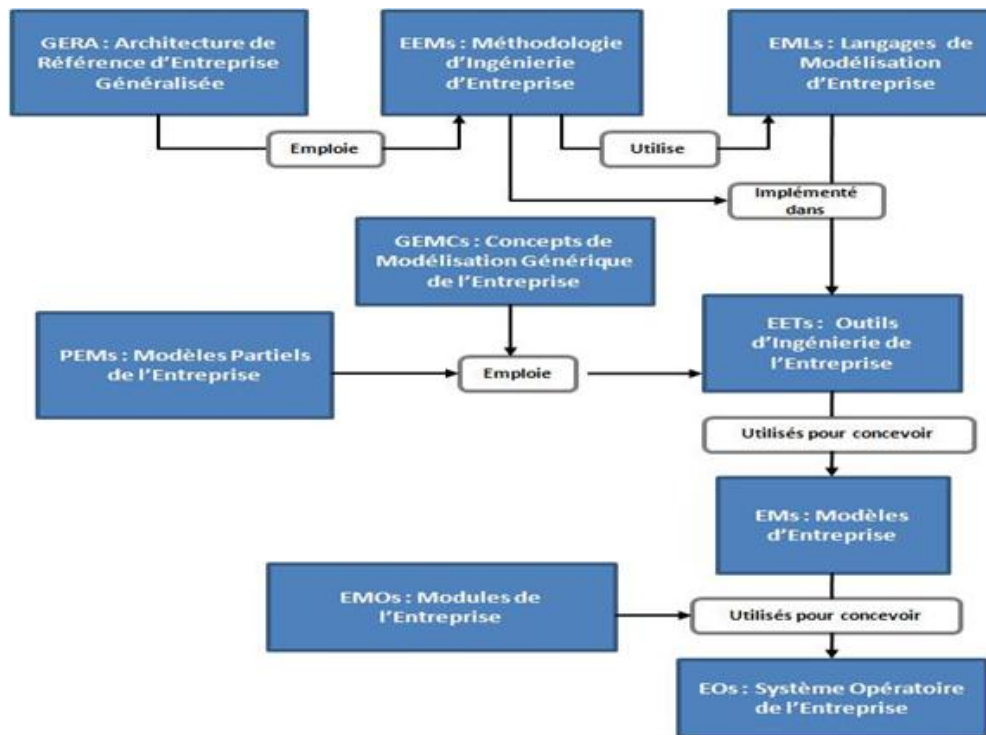 GERA : Architecture de
Référence d'Entreprise
Généralisée
EEMs : Méthodologie
d'Ingénierie
d'Entreprise
EMLs : Langages de
Modélisation
d'Entreprise
Emploie
Utilise
Implémenté
dans
GEMCs : Concepts de
Modélisation Générique
de l'Entreprise
PEMs : Modèles Partiels
de l'Entreprise
Emploie
EETs : Outils
d'Ingénierie de
l'Entreprise
Utilisés pour concevoir
EMs : Modèles
d'Entreprise
EMOs : Modules de
l'Entreprise
Utilisés pour concevoir
EOs : Système Opératoire
de l'Entreprise